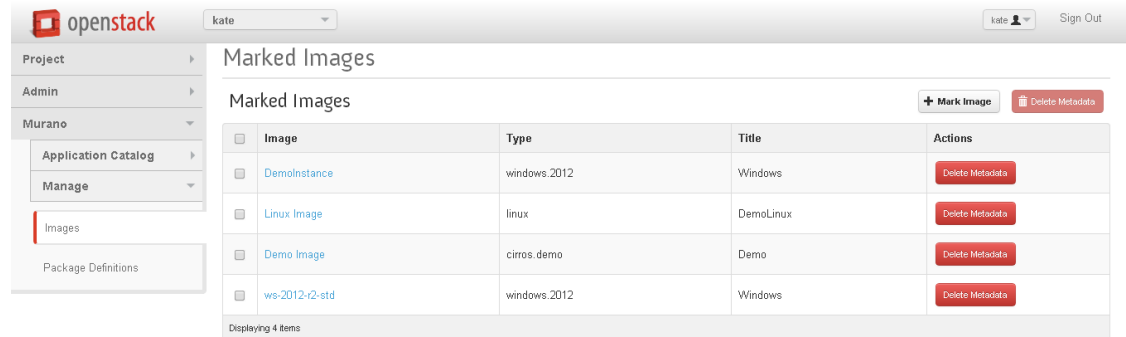 openstack kate kate Sign Out
Project Marked Images
Admin Marked Images + Mark Image Delete Metadata
Murano Image Type Title Actions
Application Catalog DemoInstance windows.2012 Windows Delete Metadata
Manage
Linux Image linux DemoLinux Delete Metadata
Images
Demo Image cirros.demo Demo Delete Metadata
Package Definitions
ws-2012-r2-std windows.2012 Windows Delete Metadata
Displaying 4 items